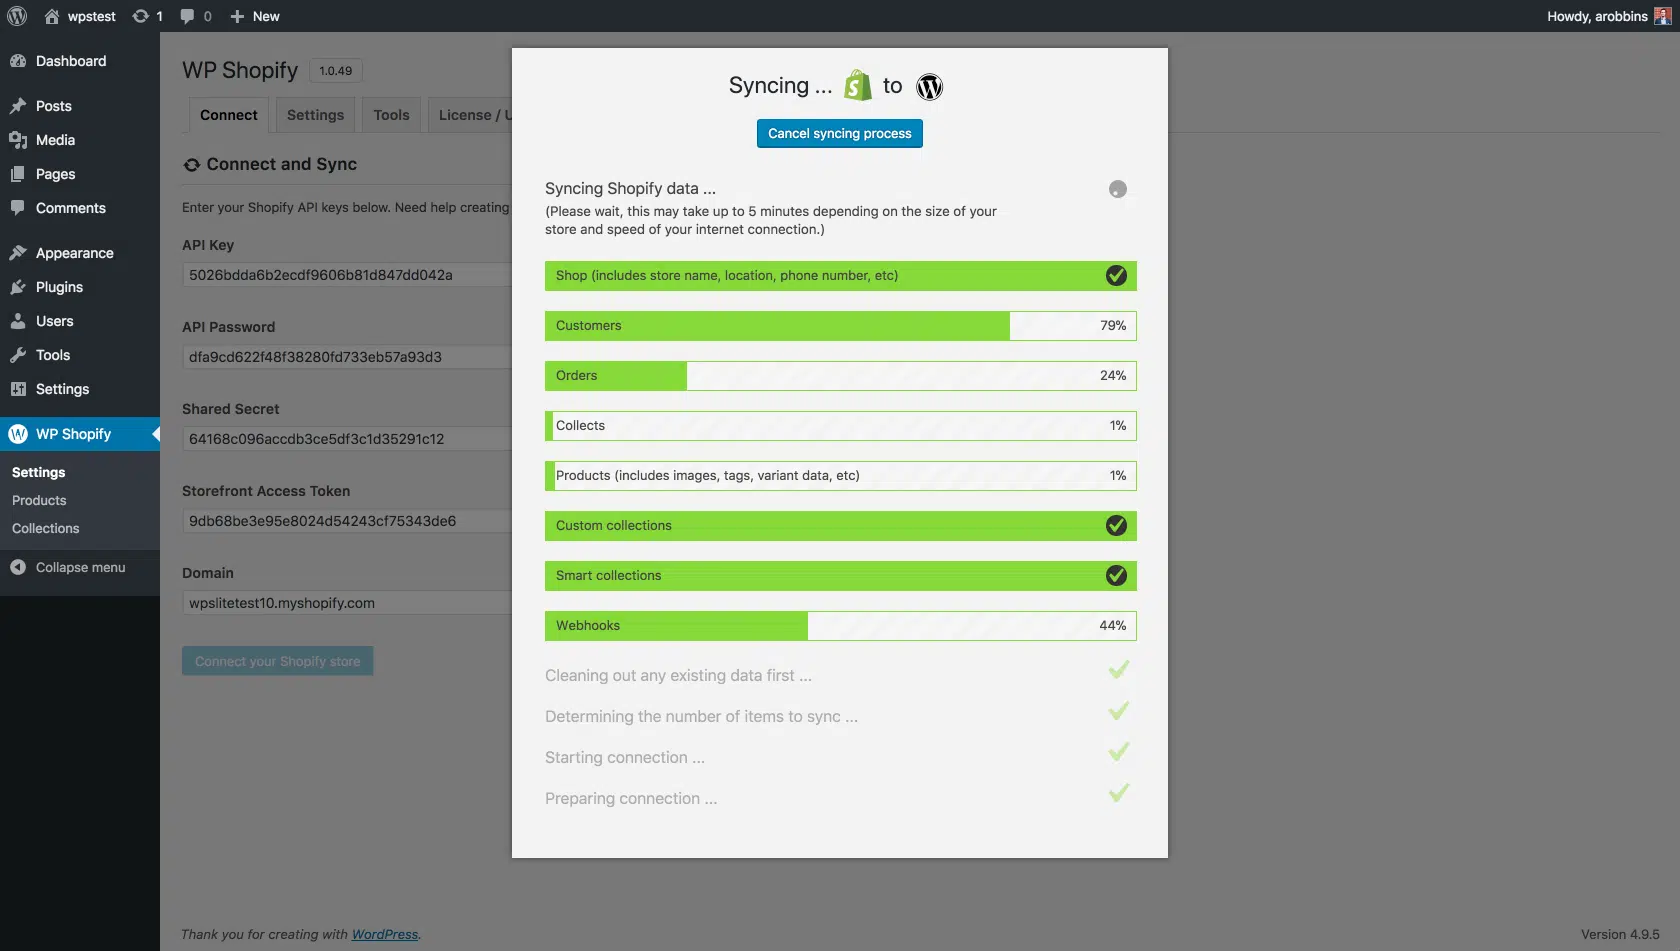 wpstest 1 0 New
Howdy, arobbins
Dashboard
Posts
Media
Pages
Comments
Appearance
Plugins
Users
Tools
Settings
WP Shopify
Settings
Products
Collections
Collapse menu
WP Shopify 1.0.49
Connect Settings Tools License / U
Connect and Sync
Enter your Shopify API keys below. Need help creating
API Key
5026bdda6b2ecdf9606b81d847dd042a
API Password
dfa9cd622f48f38280fd733eb57a93d3
Shared Secret
64168c096accdb3ce5df3c1d35291c12
Storefront Access Token
9db68be3e95e8024d54243cf75343de6
Domain
wpslitetest10.myshopify.com
Connect your Shopify store
Syncing ... to
Cancel syncing process
Syncing Shopify data ...
(Please wait, this may take up to 5 minutes depending on the size of your
store and speed of your internet connection.)
Shop (includes store name, location, phone number, etc)
Customers 79%
Orders 24%
Collects 1%
Products (includes images, tags, variant data, etc) 1%
Custom collections
Smart collections
Webhooks 44%
Cleaning out any existing data first ...
Determining the number of items to sync ...
Starting connection ...
Preparing connection ...
Thank you for creating with WordPress.
Version 4.9.5